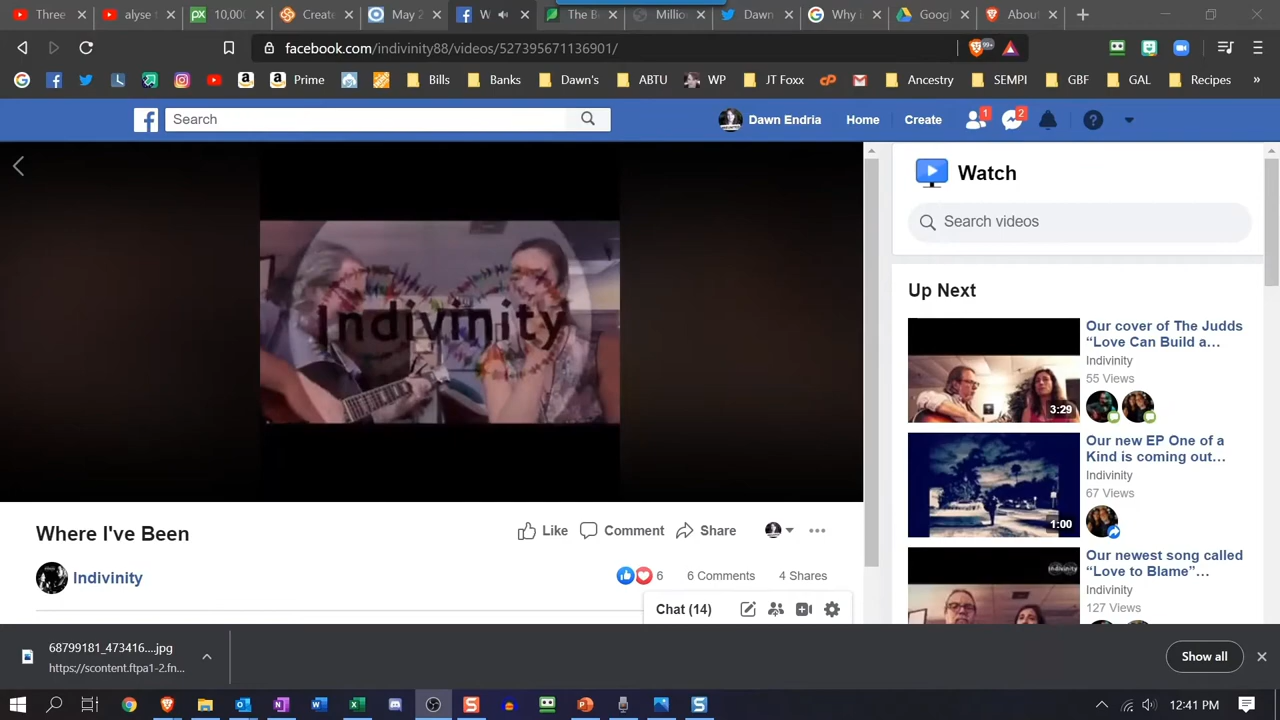 Three
alyse t
10,000
Create
May 2
W
The B
Million
Dawn
Why is
Googl
About
facebook.com/indivinity88/videos/527395671136901/
99+
Prime
Bills
Banks
Dawn's
ABTU
WP
JT Foxx
Ancestry
SEMPI
GBF
GAL
Recipes
»
Search
Dawn Endria
Home
Create
1
2
Indivinity
Where I've Been
Like
Comment
Share
Indivinity
6
6 Comments
4 Shares
Chat (14)
Watch
Search videos
Up Next
Our cover of The Judds
“Love Can Build a…
Indivinity
55 Views
3:29
Our new EP One of a
Kind is coming out…
Indivinity
67 Views
1:00
Our newest song called
“Love to Blame”…
Indivinity
127 Views
68799181_473416....jpg
https://scontent.ftpa1-2.fn...
Show all
12:41 PM